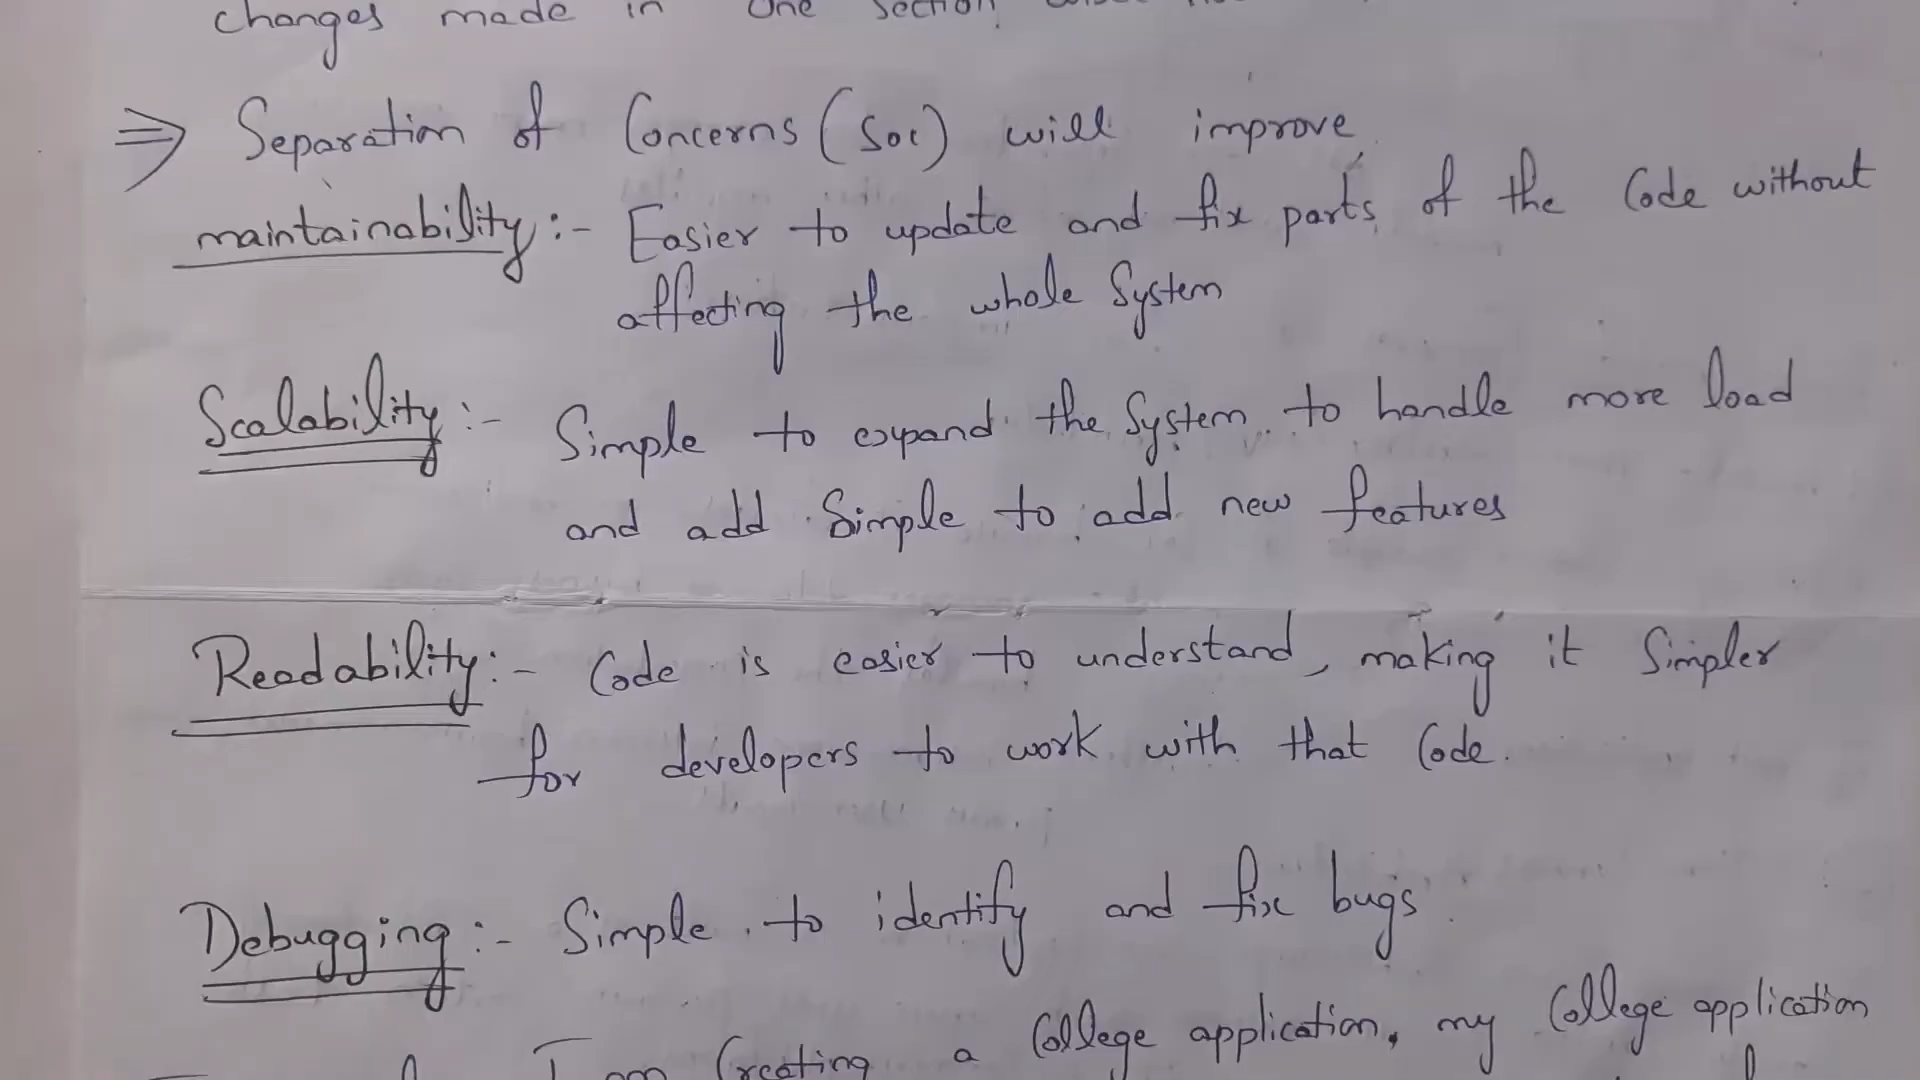 changes made in one section
⇒ Separation of Concerns (Soc) will improve
maintainability :- Easier to update and fix parts of the Code without
affecting the whole System
Scalability :- Simple to expand the System to handle more load
and add Simple to add new features
Readability :- Code is easier to understand, making it Simpler
for developers to work with that Code.
Debugging :- Simple to identify and fix bugs.
I am Creating a College application, my College application